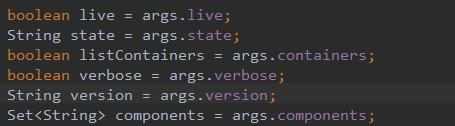 boolean live = args.live;
String state = args.state;
boolean listContainers = args.containers;
boolean verbose = args.verbose;
String version = args.version;
Set<String> components = args.components;